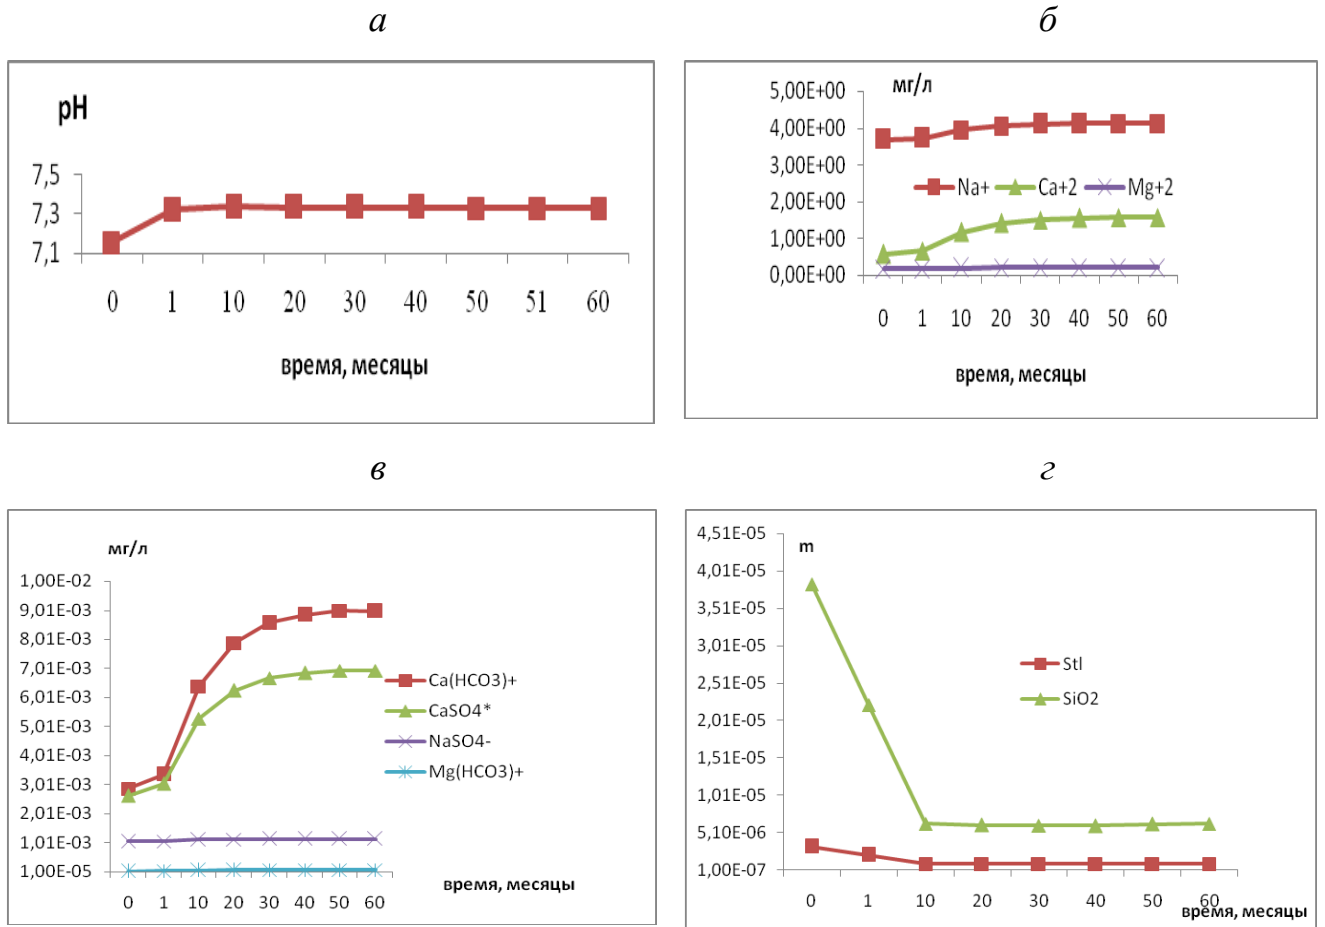 а
б
pH
7,5
7,3
7,1
0 1 10 20 30 40 50 51 60
время, месяцы
мг/л
5,00E+00
4,00E+00
3,00E+00
2,00E+00
1,00E+00
0,00E+00
Na+ Ca+2 Mg+2
0 1 10 20 30 40 50 60
время, месяцы
в
г
мг/л
1,00E-02
9,01E-03
8,01E-03
7,01E-03
6,01E-03
5,01E-03
4,01E-03
3,01E-03
2,01E-03
1,01E-03
1,00E-05
Ca(HCO3)+
CaSO4*
NaSO4-
Mg(HCO3)+
0 1 10 20 30 40 50 60
время, месяцы
m
4,51E-05
4,01E-05
3,51E-05
3,01E-05
2,51E-05
2,01E-05
1,51E-05
1,01E-05
5,10E-06
1,00E-07
Stl
SiO2
0 1 10 20 30 40 50 60
время, месяцы